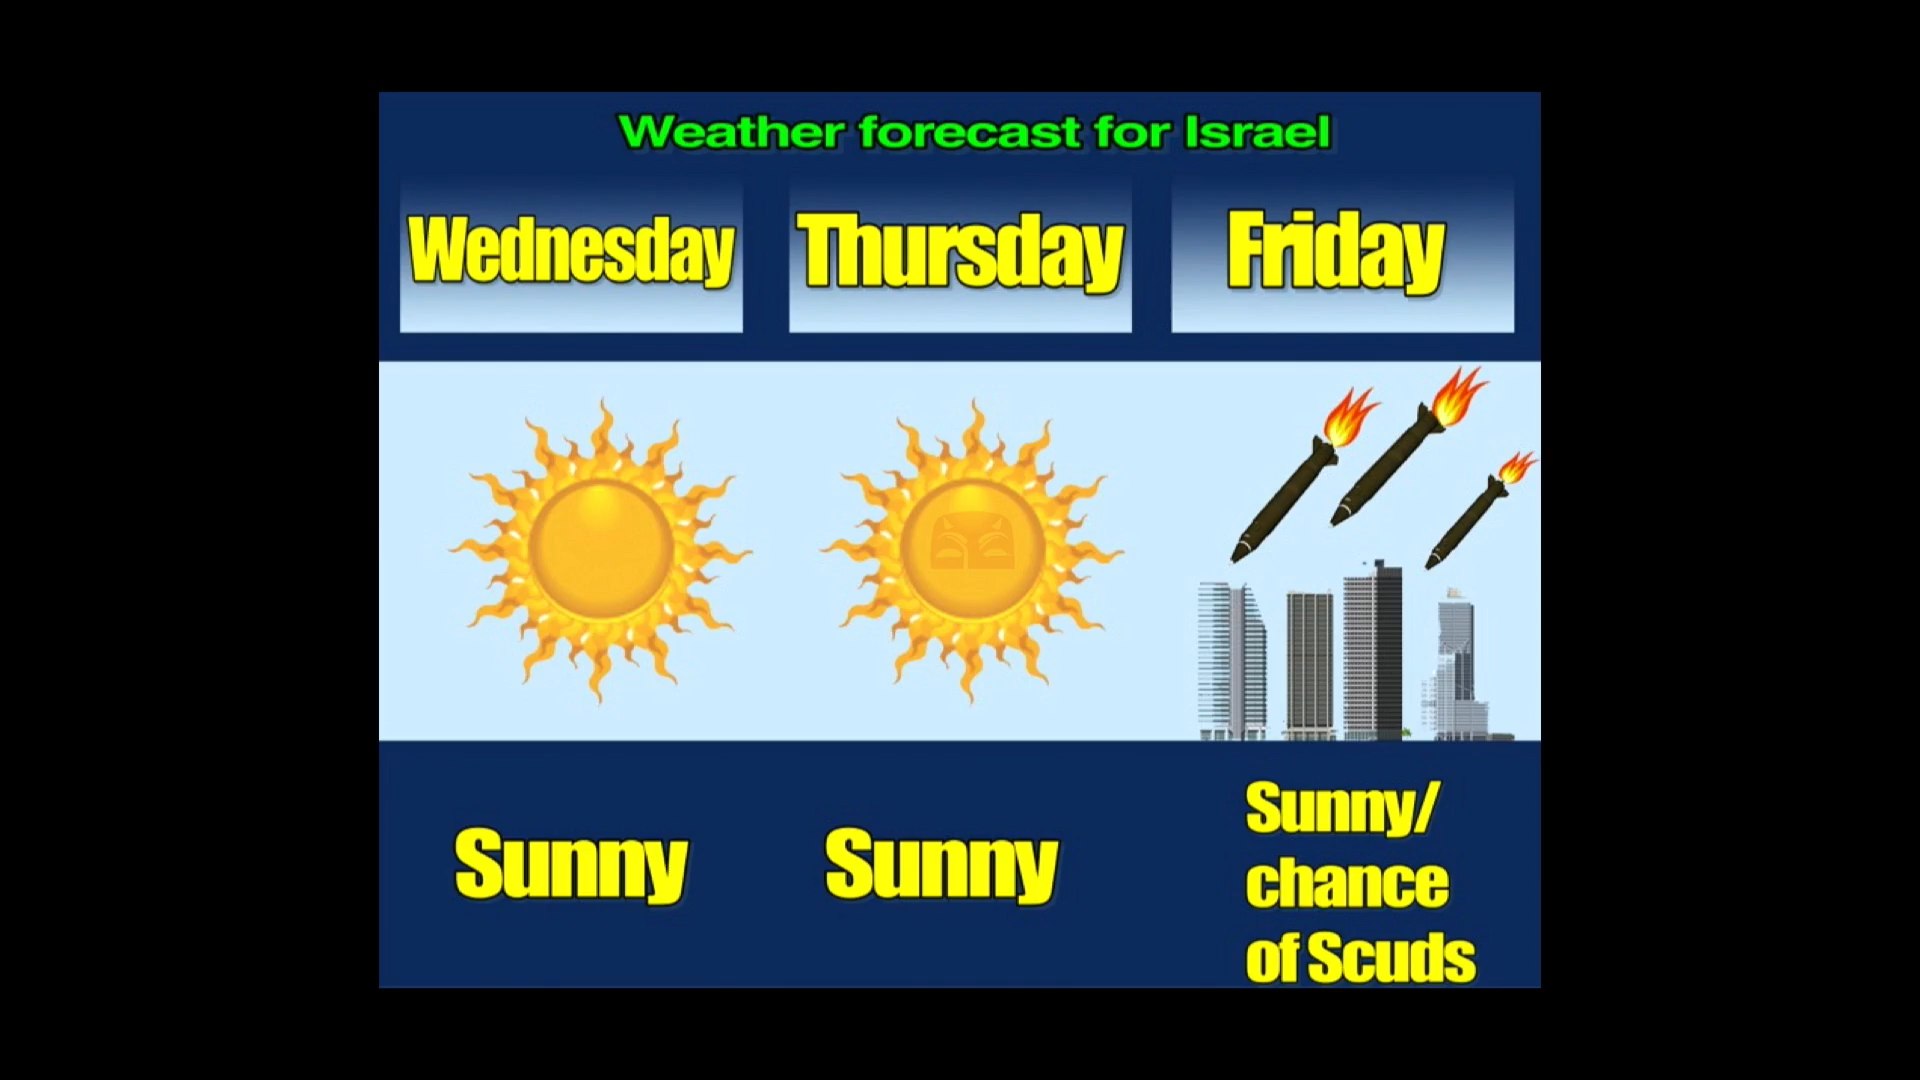 Weather forecast for Israel
Wednesday
Thursday
Friday
Sunny
Sunny
Sunny/
chance
of Scuds